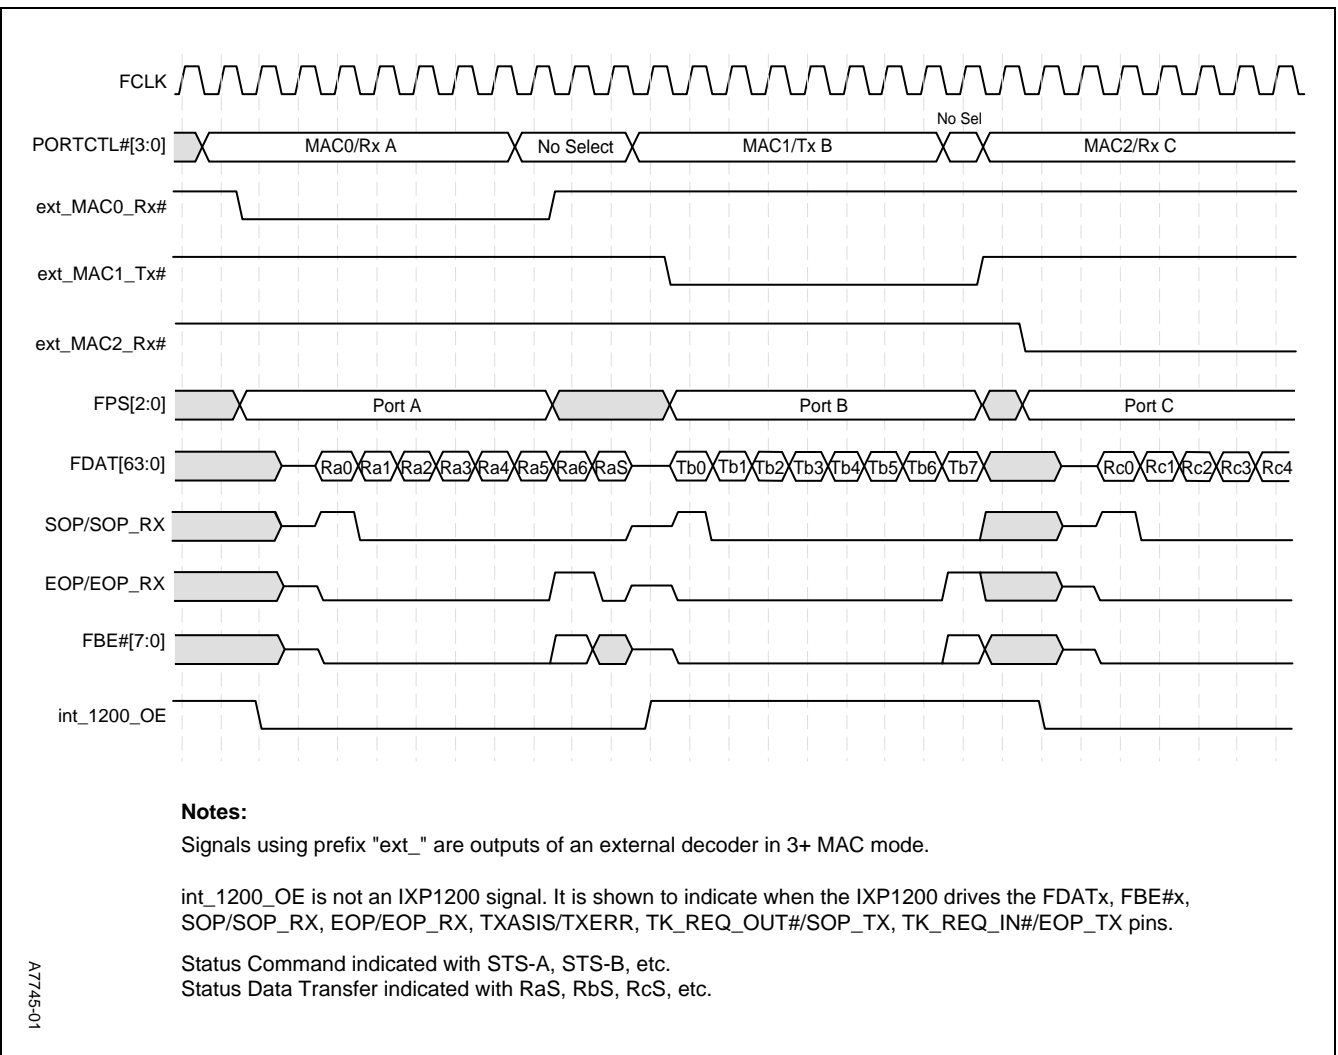 FCLK
No Sel
PORTCTL#[3:0] MAC0/Rx A No Select MAC1/Tx B MAC2/Rx C
ext_MAC0_Rx#
ext_MAC1_Tx#
ext_MAC2_Rx#
FPS[2:0] Port A Port B Port C
FDAT[63:0] Ra0 Ra1 Ra2 Ra3 Ra4 Ra5 Ra6 RaS Tb0 Tb1 Tb2 Tb3 Tb4 Tb5 Tb6 Tb7 Rc0 Rc1 Rc2 Rc3 Rc4
SOP/SOP_RX
EOP/EOP_RX
FBE#[7:0]
int_1200_OE
Notes:
Signals using prefix "ext_" are outputs of an external decoder in 3+ MAC mode.
int_1200_OE is not an IXP1200 signal. It is shown to indicate when the IXP1200 drives the FDATx, FBE#x,
SOP/SOP_RX, EOP/EOP_RX, TXASIS/TXERR, TK_REQ_OUT#/SOP_TX, TK_REQ_IN#/EOP_TX pins.
Status Command indicated with STS-A, STS-B, etc.
Status Data Transfer indicated with RaS, RbS, RcS, etc.
A7745-01